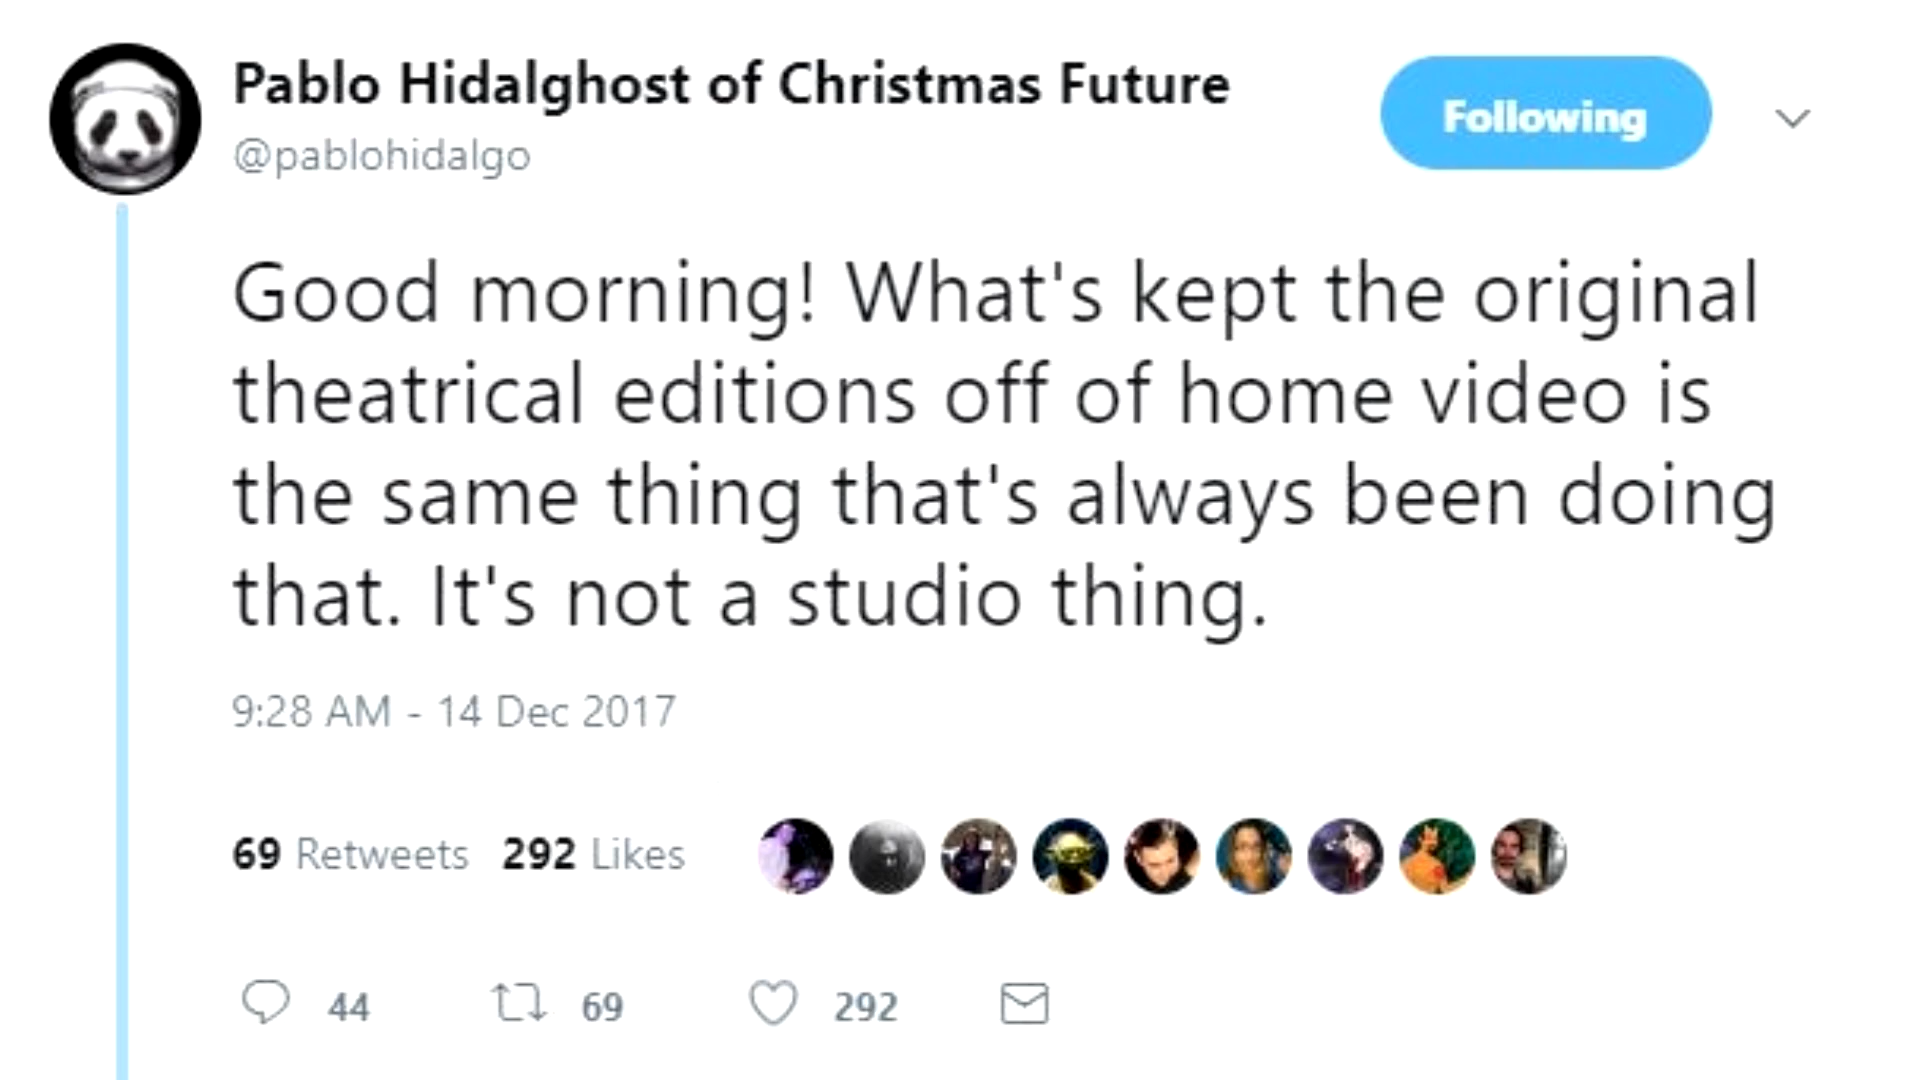 Pablo Hidalghost of Christmas Future
@pablohidalgo
Following
Good morning! What's kept the original
theatrical editions off of home video is
the same thing that's always been doing
that. It's not a studio thing.
9:28 AM - 14 Dec 2017
69 Retweets 292 Likes
44 69 292